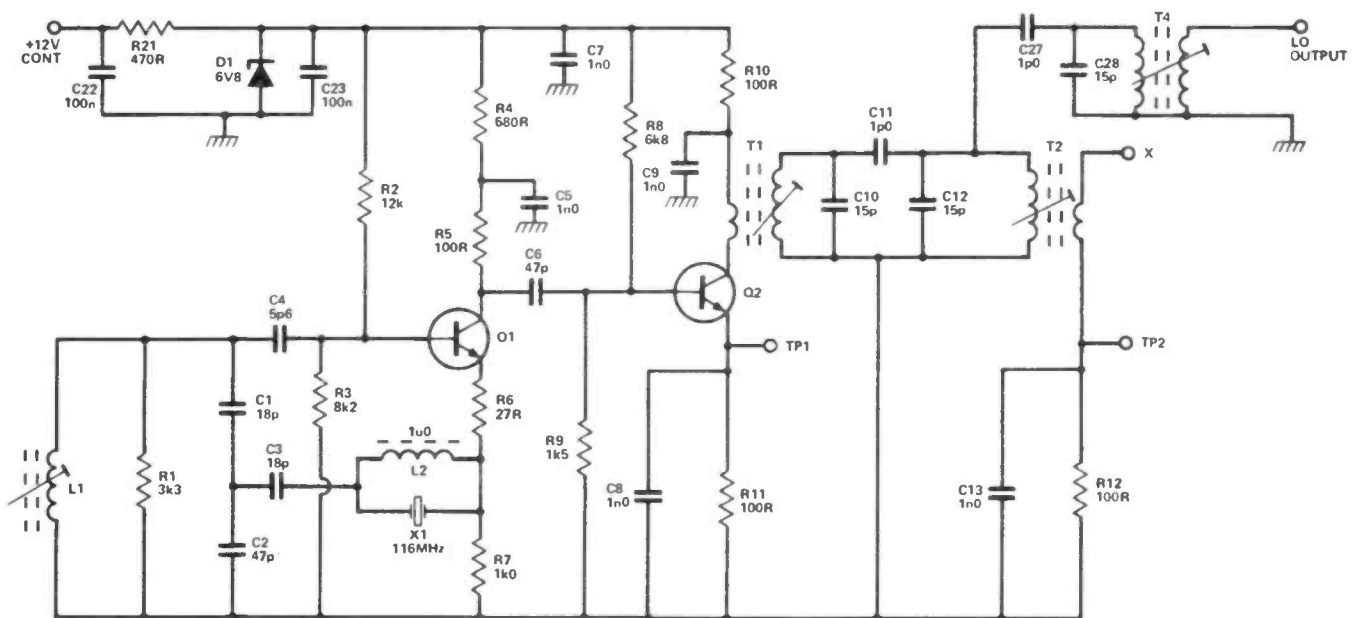 +12V
CONT
R21
470R
C22
100n
D1
6V8
C23
100n
R2
12k
R4
680R
C5
1n0
R5
100R
C7
1n0
R8
6k8
R10
100R
C9
1n0
T1
C11
1p0
C10
15p
C12
15p
T2
C27
1p0
C28
15p
T4
LO
OUTPUT
X
C6
47p
C4
5p6
O1
Q2
TP1
TP2
L1
R1
3k3
C1
18p
C2
47p
C3
18p
R3
8k2
1u0
L2
X1
116MHz
R6
27R
R7
1k0
R9
1k5
C8
1n0
R11
100R
C13
1n0
R12
100R